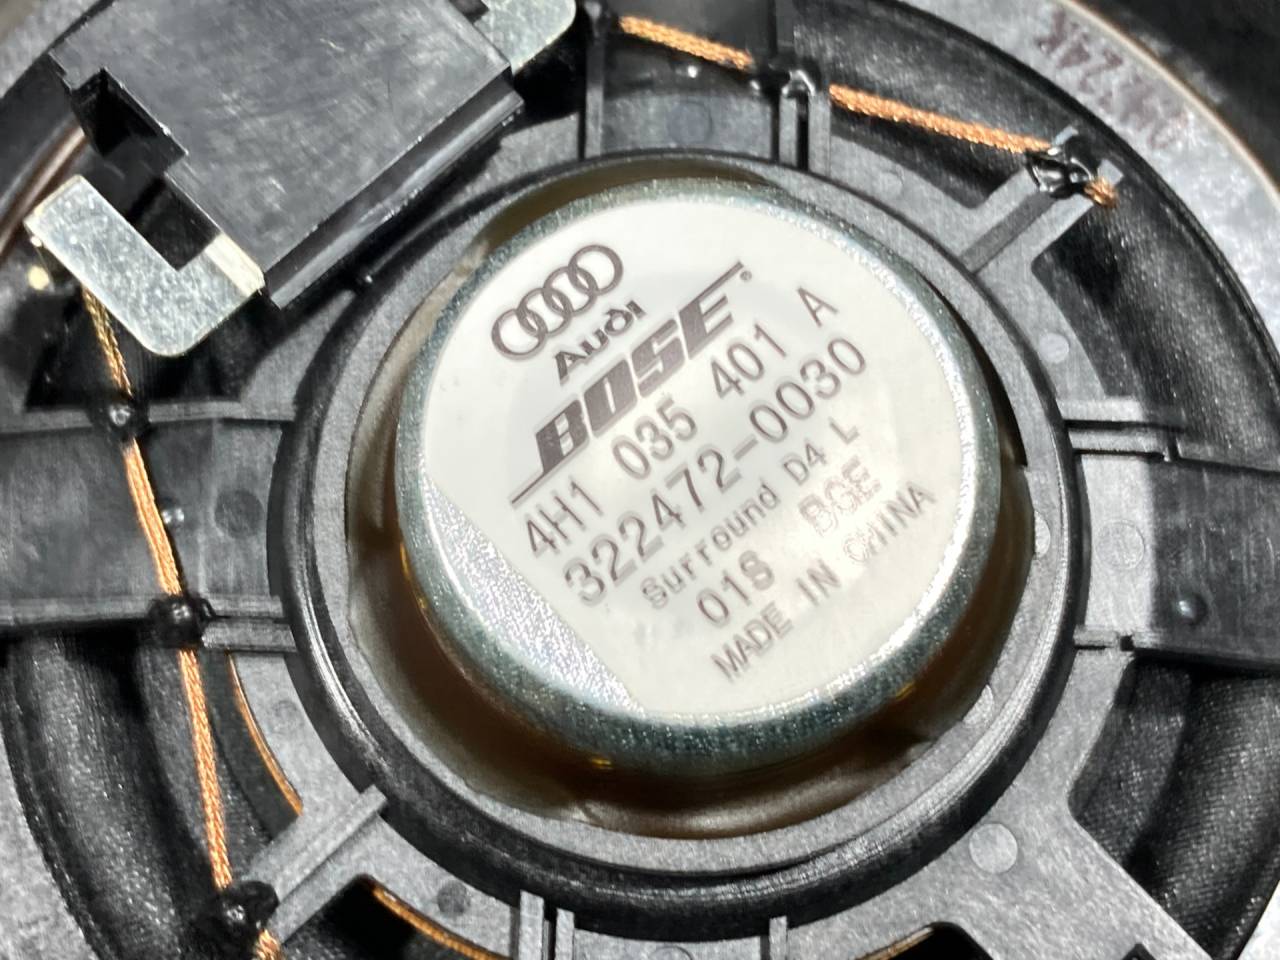 Audi
BOSE®
4H1 035 401 A
322472-0030
Surround D4 L
01S BGE
MADE IN CHINA